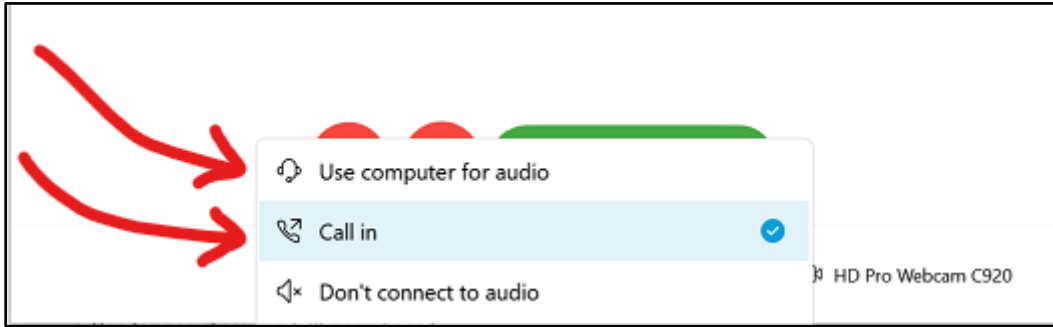 Use computer for audio
Call in
HD Pro Webcam C920
Don't connect to audio